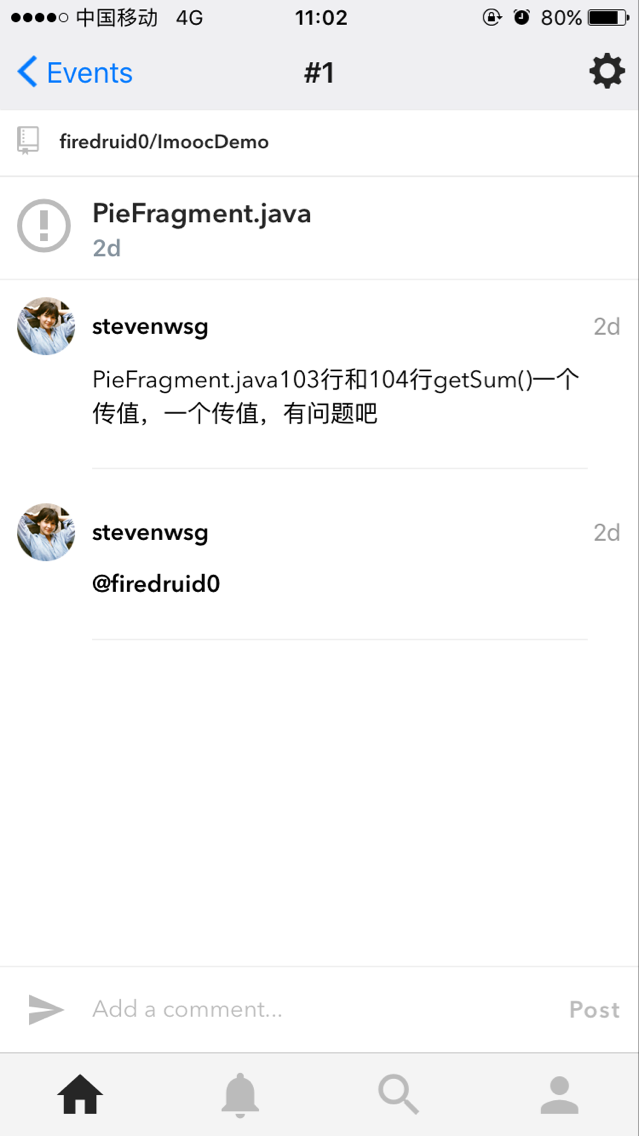 中国移动 4G 11:02 80%
Events #1
firedruid0/ImoocDemo
PieFragment.java
2d
stevenwsg 2d
PieFragment.java103行和104行getSum()一个
传值，一个传值，有问题吧
stevenwsg 2d
@firedruid0
Add a comment... Post